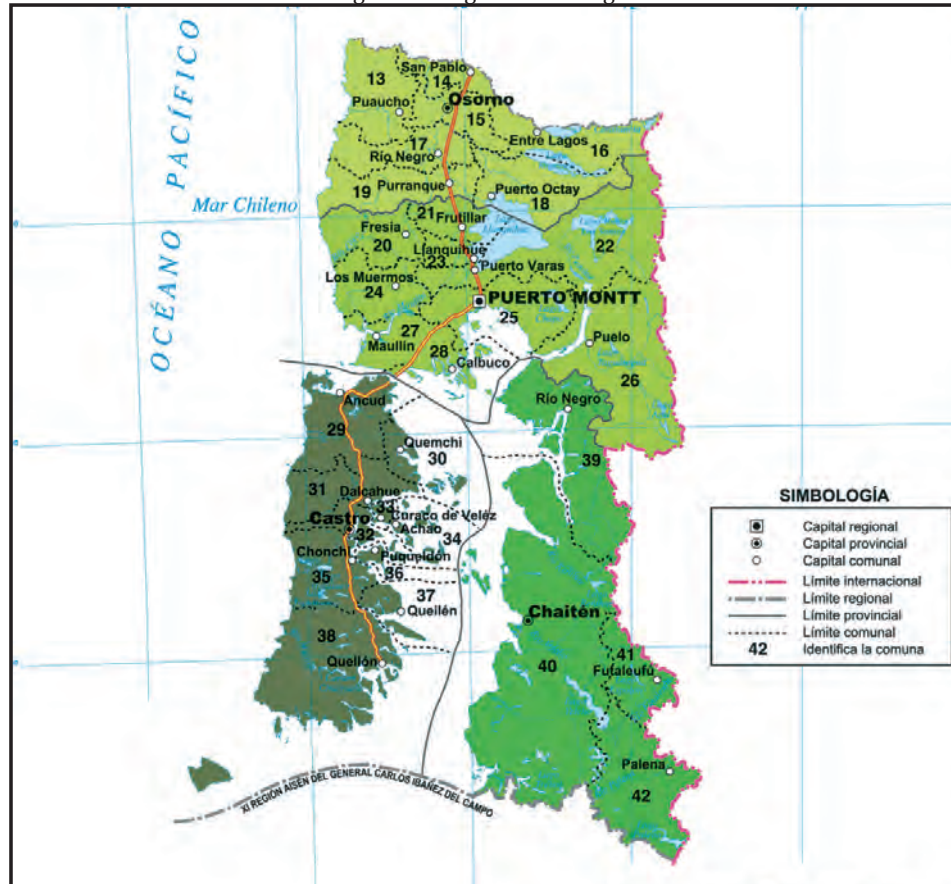 OCÉANO PACÍFICO
Mar Chileno
San Pablo
13
14
Osorno
Puaucho
15
17
Entre Lagos
16
Río Negro
Purranque
Puerto Octay
19
18
21
Frutillar
Fresia
20
22
Llanquihue
23
Puerto Varas
Los Muermos
24
PUERTO MONTT
25
27
Maullín
28
Puelo
Calbuco
26
Ancud
Río Negro
29
Quemchi
30
39
31
Dalcahue
33
Curaco de Veléz
Castro
Achao
32
34
Chonchi
Puqueldón
35
36
37
Queilén
Chaitén
38
Quellón
40
41
Futaleufú
Palena
42
XI REGIÓN AISÉN DEL GENERAL CARLOS IBAÑEZ DEL CAMPO
SIMBOLOGÍA
Capital regional
Capital provincial
Capital comunal
Límite internacional
Límite regional
Límite provincial
Límite comunal
42 Identifica la comuna